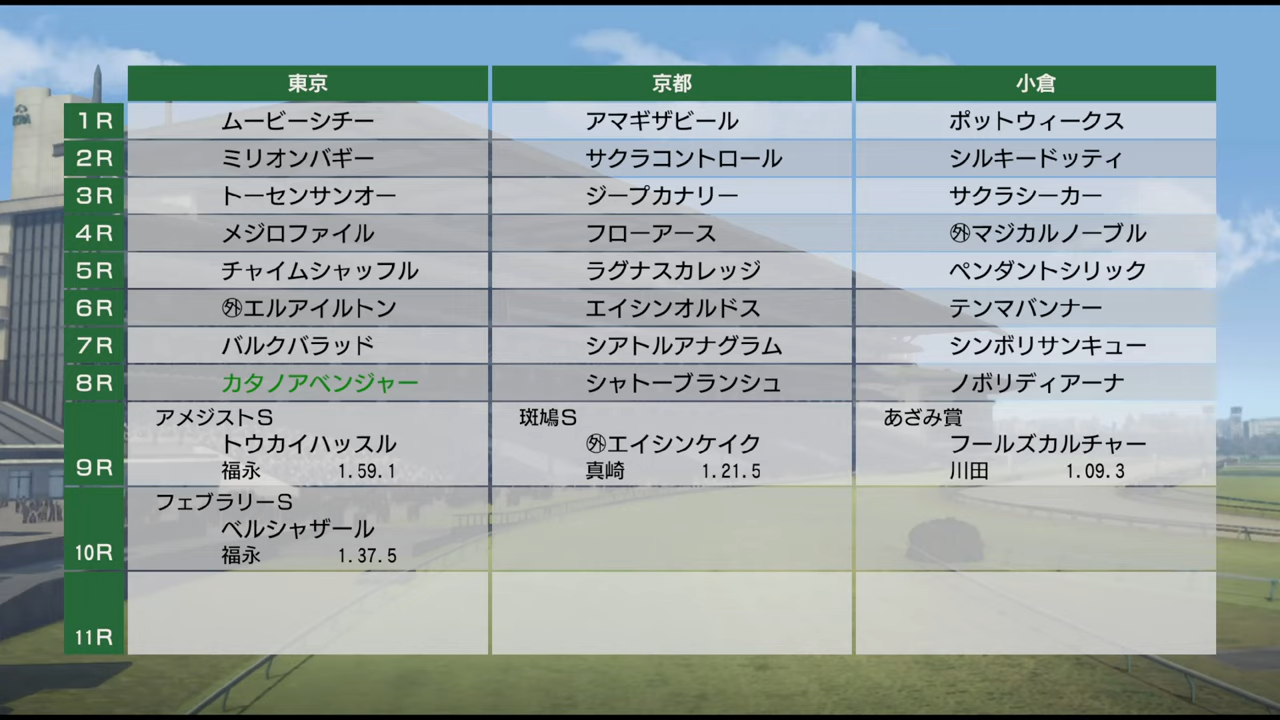 東京 京都 小倉
1R ムービーシチー アマギザビール ポットウィークス
2R ミリオンバギー サクラコントロール シルキードッティ
3R トーセンサンオー ジープカナリー サクラシーカー
4R メジロファイル フローアース ㊕マジカルノーブル
5R チャイムシャッフル ラグナスカレッジ ペンダントシリック
6R 外エルアイルトン エイシンオルドス テンマバンナー
7R バルクバラッド シアトルアナグラム シンボリサンキュー
8R カタノアベンジャー シャトーブランシュ ノボリディアーナ
アメジストS 斑鳩S あざみ賞
トウカイハッスル 外エイシンケイク フールズカルチャー
9R 福永 1.59.1 真崎 1.21.5 川田 1.09.3
フェブラリーS
ベルシャザール
10R 福永 1.37.5
11R